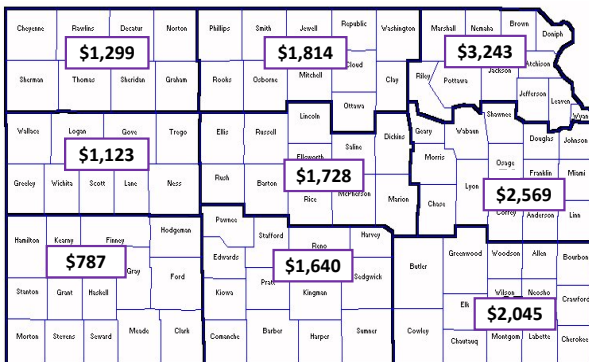 Cheyenne Rawlins Decatur Norton Phillips Smith Jewell Republic Washington Marshall Nemaha Brown Doniph
$1,299 $1,814 $3,243
Cloud Atchison
Sherman Thomas Sheridan Graham Rooks Osborne Mitchell Clay Riley Pottawa Jackson
Jefferson Leaven
Ottawa Wyan
Lincoln Shawnee
Wallace Logan Gove Trego Ellis Russell Saline Dickins Geary Wabaun Douglas Johnson
$1,123 Ellsworth Morris Osage
$1,728 Franklin Miami
Greeley Wichita Scott Lane Ness Rush Barton Rice McPherson Marion Chase Lyon
$2,569
Coffey Anderson Linn
Pawnee
Hamilton Kearny Finney Hodgeman Stafford Reno Harvey
Edwards Butler Greenwood Woodson Allen Bourbon
$787 Gray Ford $1,640 Sedgwick
Pratt
Stanton Grant Haskell Kiowa Kingman Elk Wilson Neosho Crawford
$2,045
Morton Stevens Seward Meade Clark Comanche Barber Harper Sumner Cowley Chautauq Montgom Labette Cherokee